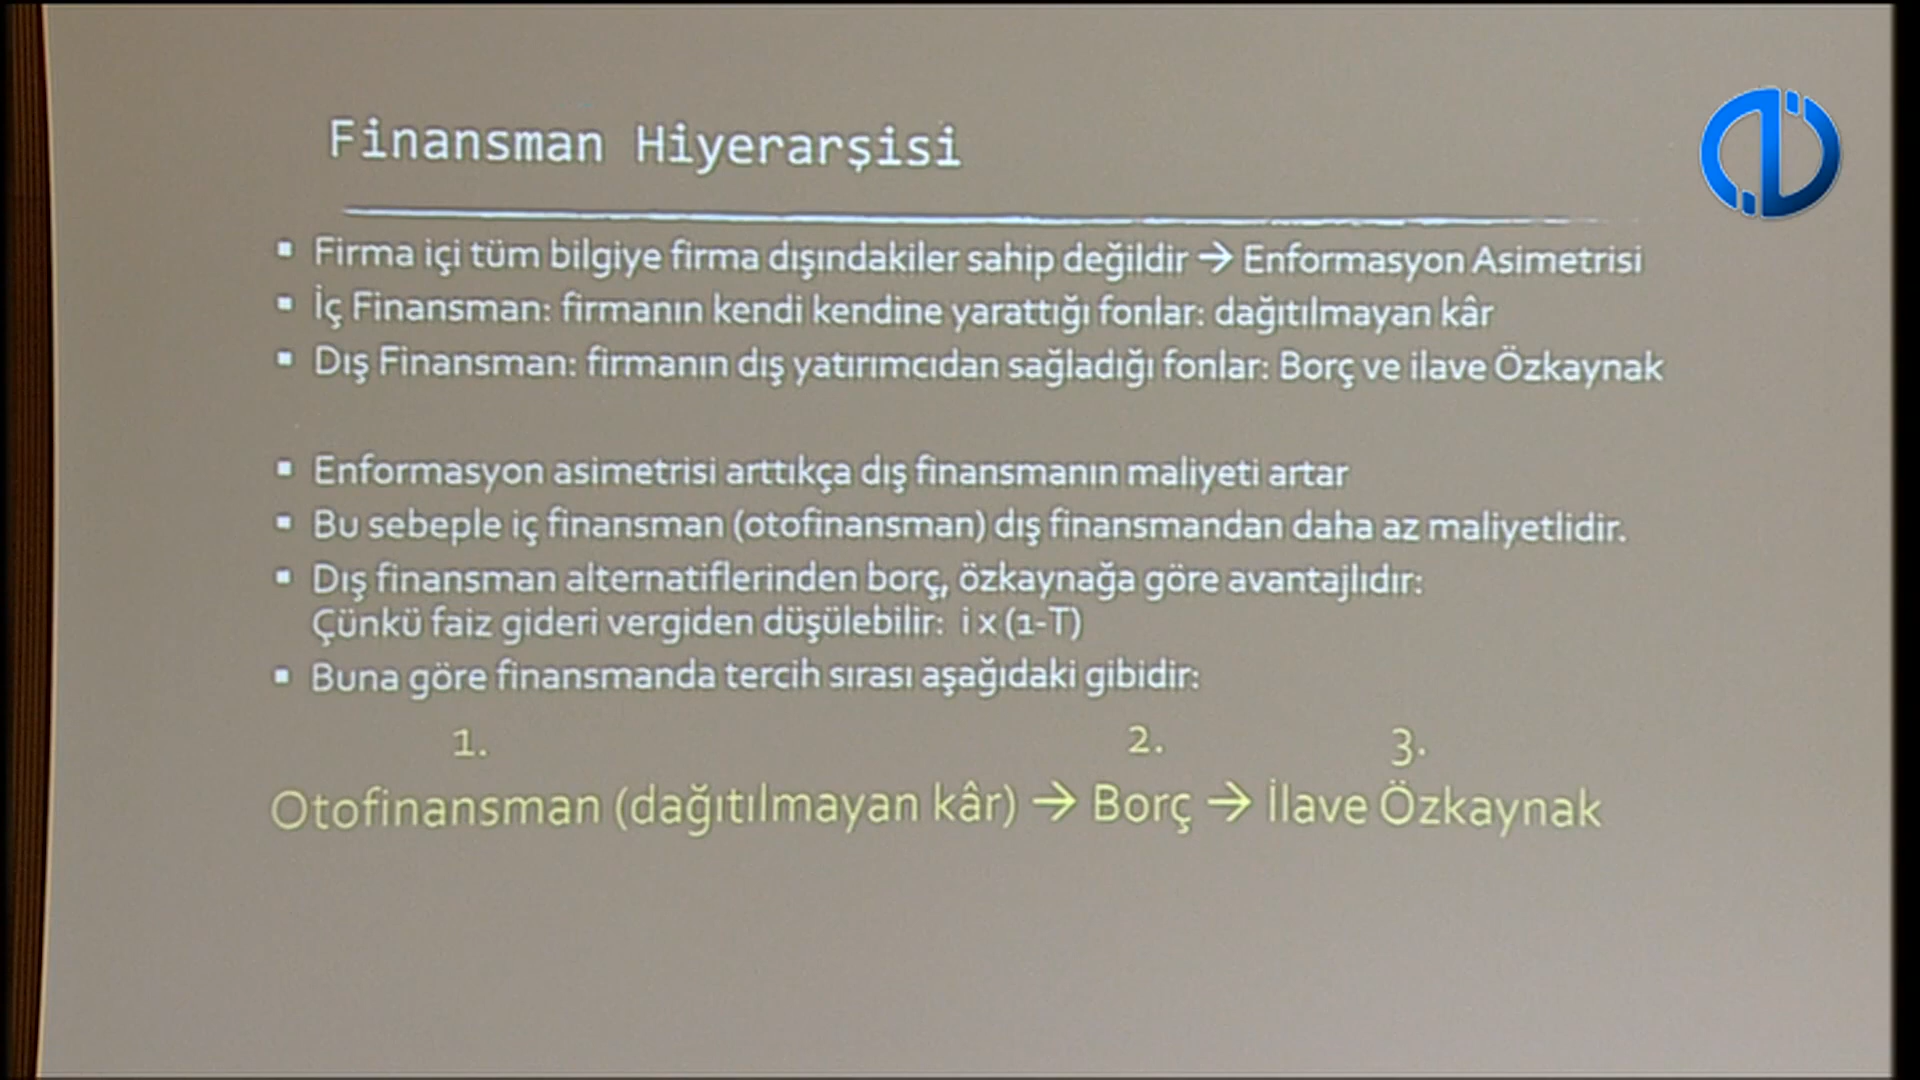 Finansman Hiyerarşisi
▪ Firma içi tüm bilgiye firma dışındakiler sahip değildir → Enformasyon Asimetrisi
▪ İç Finansman: firmanın kendi kendine yarattığı fonlar: dağıtılmayan kâr
▪ Dış Finansman: firmanın dış yatırımcıdan sağladığı fonlar: Borç ve ilave Özkaynak
▪ Enformasyon asimetrisi arttıkça dış finansmanın maliyeti artar
▪ Bu sebeple iç finansman (otofinansman) dış finansmandan daha az maliyetlidir.
▪ Dış finansman alternatiflerinden borç, özkaynağa göre avantajlıdır:
Çünkü faiz gideri vergiden düşülebilir: i x (1-T)
▪ Buna göre finansmanda tercih sırası aşağıdaki gibidir:
1. 2. 3.
Otofinansman (dağıtılmayan kâr) → Borç → İlave Özkaynak